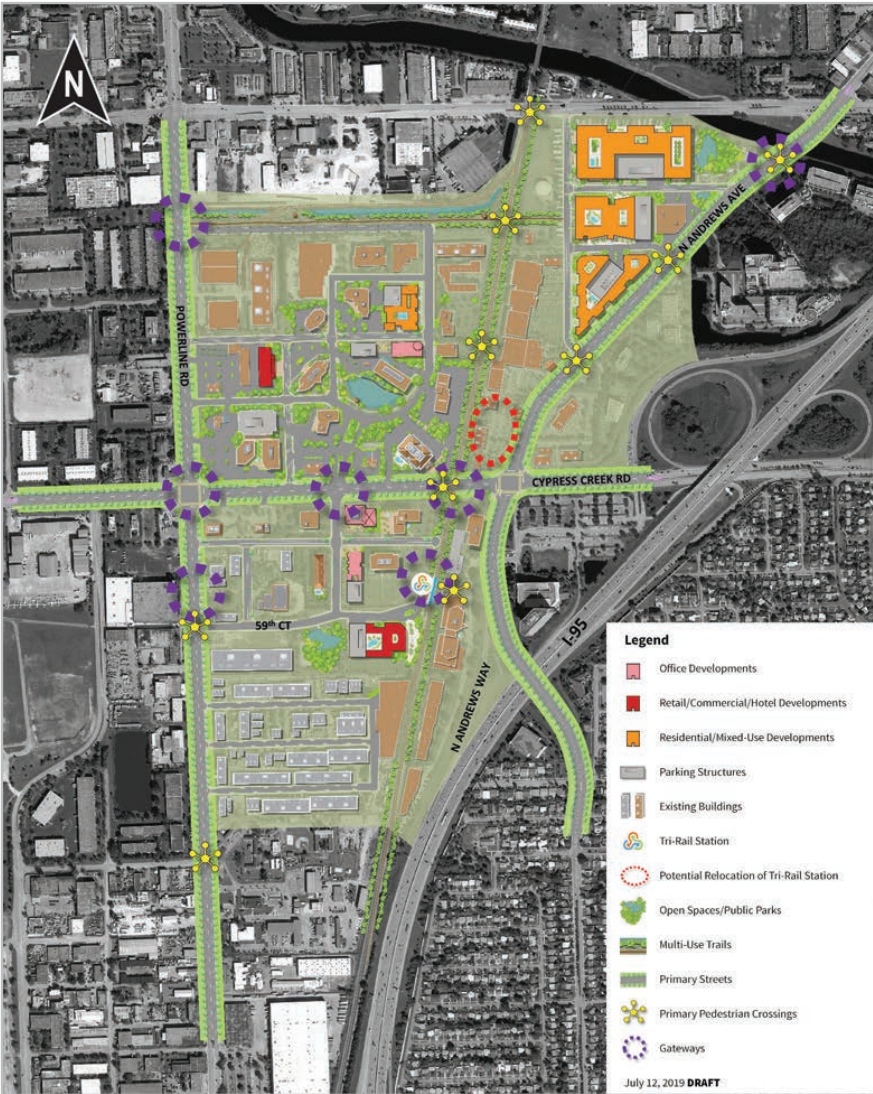 N
N ANDREWS AVE
POWERLINE RD
CYPRESS CREEK RD
59th CT
I-95
N ANDREWS WAY
Legend
Office Developments
Retail/Commercial/Hotel Developments
Residential/Mixed-Use Developments
Parking Structures
Existing Buildings
Tri-Rail Station
Potential Relocation of Tri-Rail Station
Open Spaces/Public Parks
Multi-Use Trails
Primary Streets
Primary Pedestrian Crossings
Gateways
July 12, 2019 DRAFT